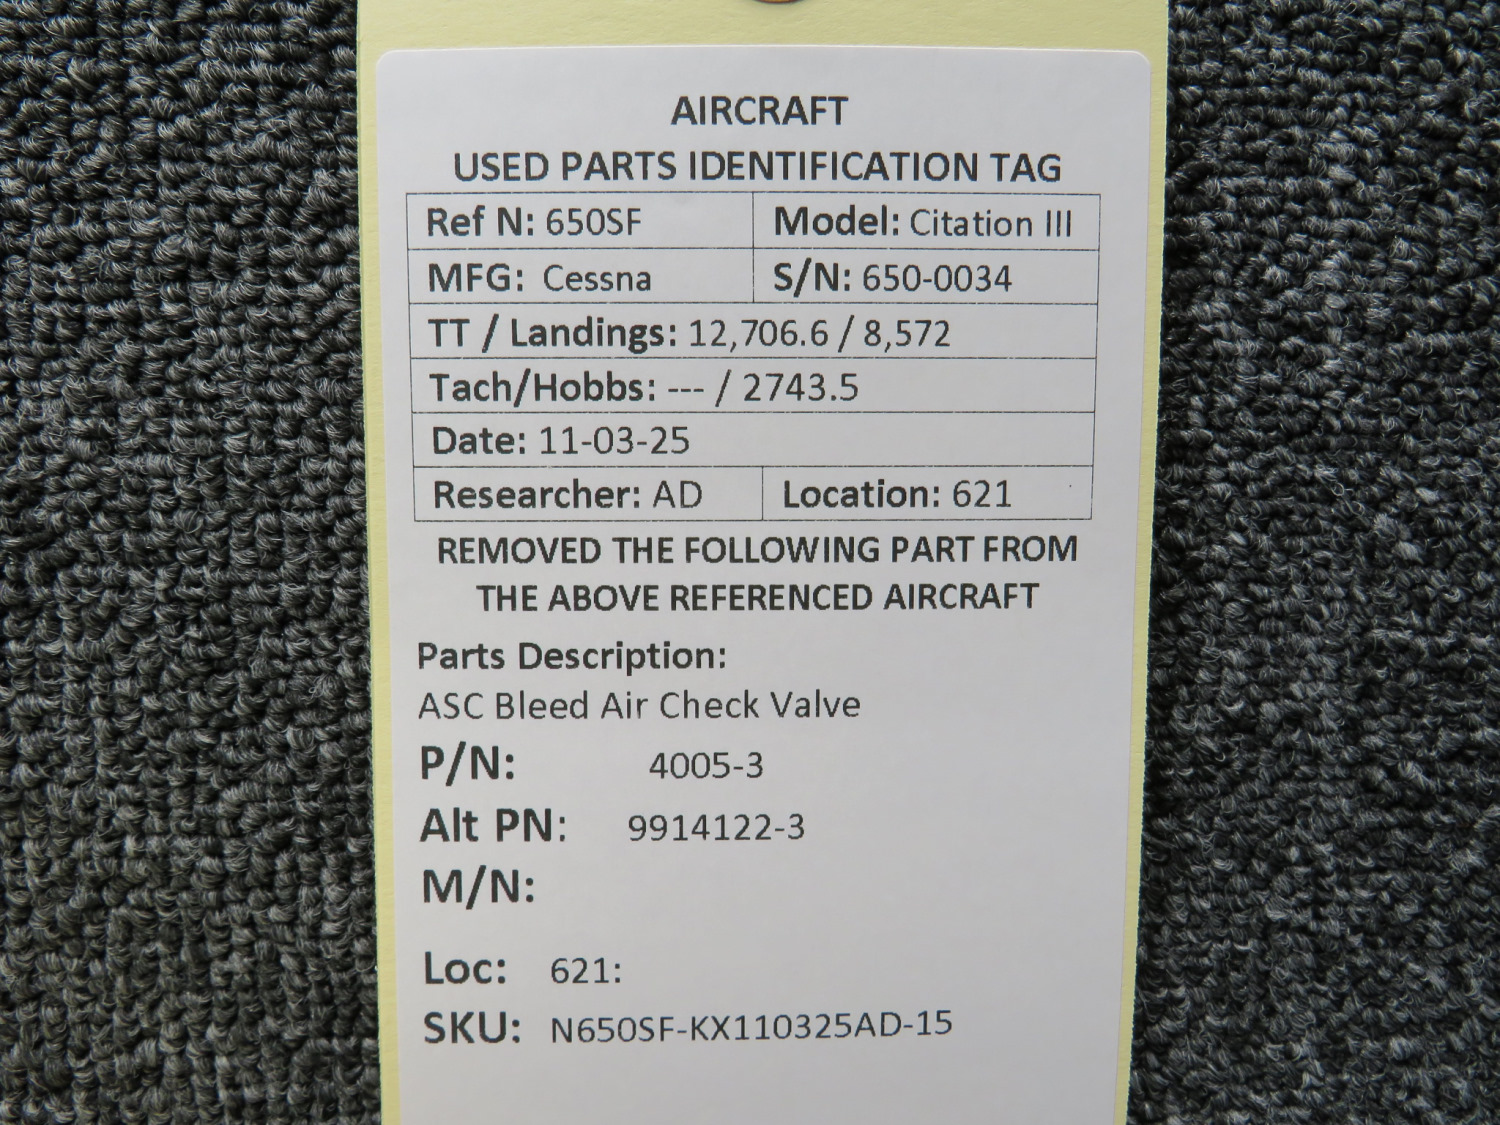 AIRCRAFT
USED PARTS IDENTIFICATION TAG
Ref N: 650SF Model: Citation III
MFG: Cessna S/N: 650-0034
TT / Landings: 12,706.6 / 8,572
Tach/Hobbs: --- / 2743.5
Date: 11-03-25
Researcher: AD Location: 621
REMOVED THE FOLLOWING PART FROM
THE ABOVE REFERENCED AIRCRAFT
Parts Description:
ASC Bleed Air Check Valve
P/N: 4005-3
Alt PN: 9914122-3
M/N:
Loc: 621:
SKU: N650SF-KX110325AD-15